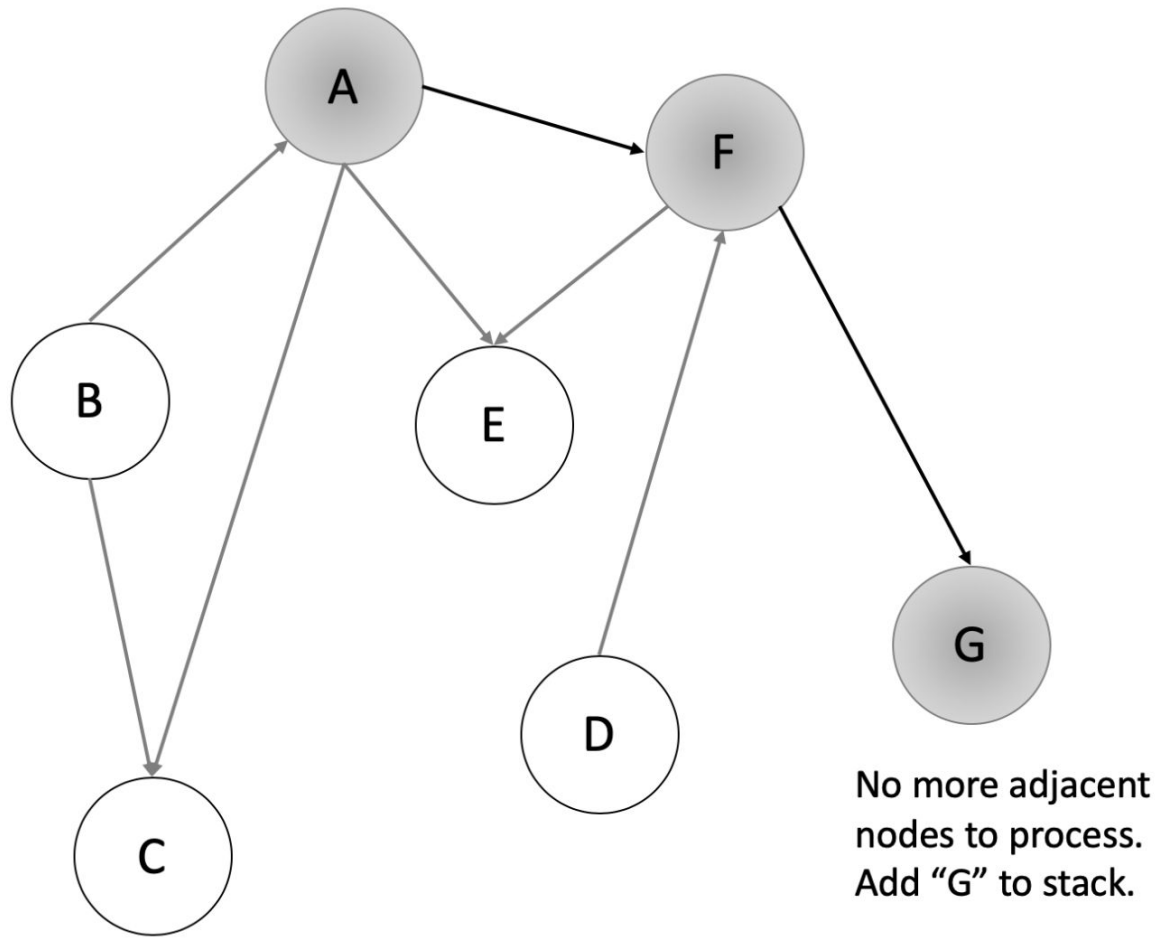 A
F
B
E
G
D
C
No more adjacent
nodes to process.
Add “G” to stack.